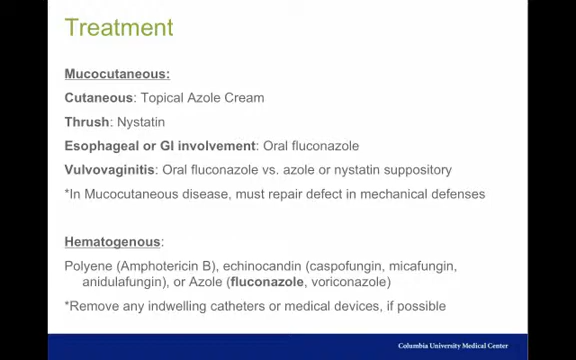 Treatment
Mucocutaneous:
Cutaneous: Topical Azole Cream
Thrush: Nystatin
Esophageal or GI involvement: Oral fluconazole
Vulvovaginitis: Oral fluconazole vs. azole or nystatin suppository
*In Mucocutaneous disease, must repair defect in mechanical defenses
Hematogenous:
Polyene (Amphotericin B), echinocandin (caspofungin, micafungin,
anidulafungin), or Azole (fluconazole, voriconazole)
*Remove any indwelling catheters or medical devices, if possible
Columbia University Medical Center